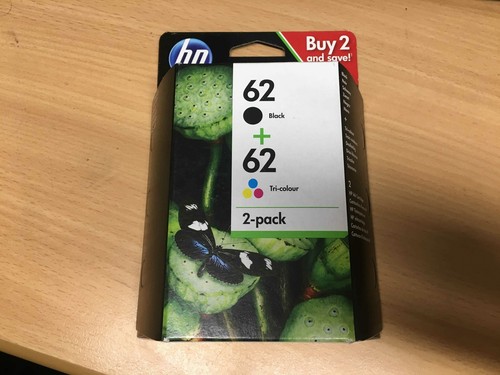 hp
Buy 2
and save!
62
Black
+
62
Tri-colour
2-pack